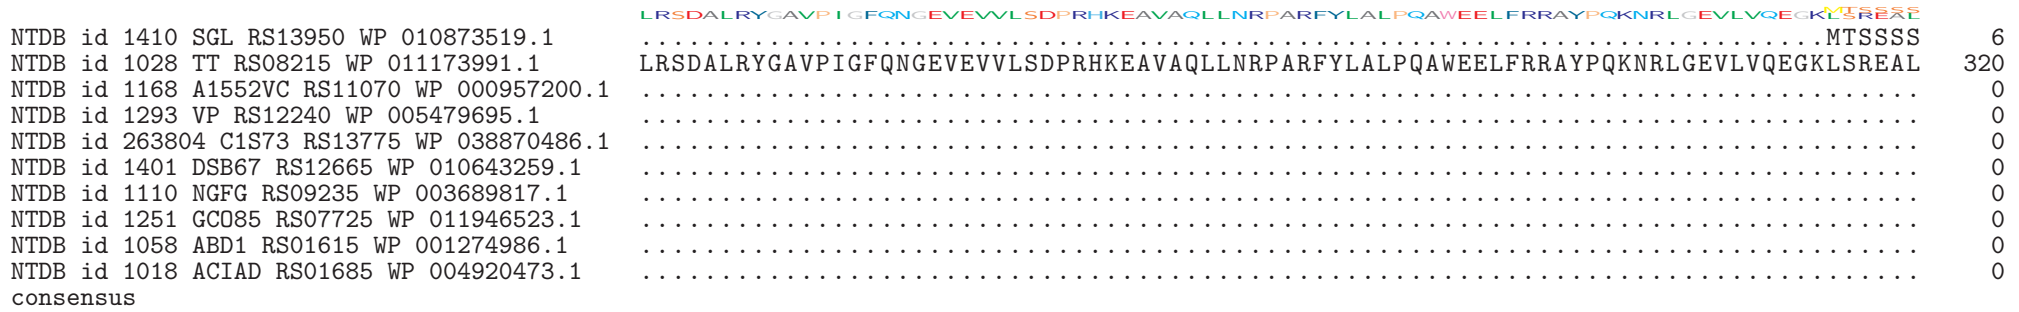 LRSDALRYGAVPIGFQNGEVEVVLSDPRHKEAVAQLLNRPARFYLALPQAWEELFRRAYPQKNRLGEVLVQEGKLSREAL
NTDB id 1410 SGL RS13950 WP 010873519.1 ..........................................................................MTSSSS 6
NTDB id 1028 TT RS08215 WP 011173991.1 LRSDALRYGAVPIGFQNGEVEVVLSDPRHKEAVAQLLNRPARFYLALPQAWEELFRRAYPQKNRLGEVLVQEGKLSREAL 320
NTDB id 1168 A1552VC RS11070 WP 000957200.1 ................................................................................ 0
NTDB id 1293 VP RS12240 WP 005479695.1 ................................................................................ 0
NTDB id 263804 C1S73 RS13775 WP 038870486.1 ................................................................................ 0
NTDB id 1401 DSB67 RS12665 WP 010643259.1 ................................................................................ 0
NTDB id 1110 NGFG RS09235 WP 003689817.1 ................................................................................ 0
NTDB id 1251 GCO85 RS07725 WP 011946523.1 ................................................................................ 0
NTDB id 1058 ABD1 RS01615 WP 001274986.1 ................................................................................ 0
NTDB id 1018 ACIAD RS01685 WP 004920473.1 ................................................................................ 0
consensus